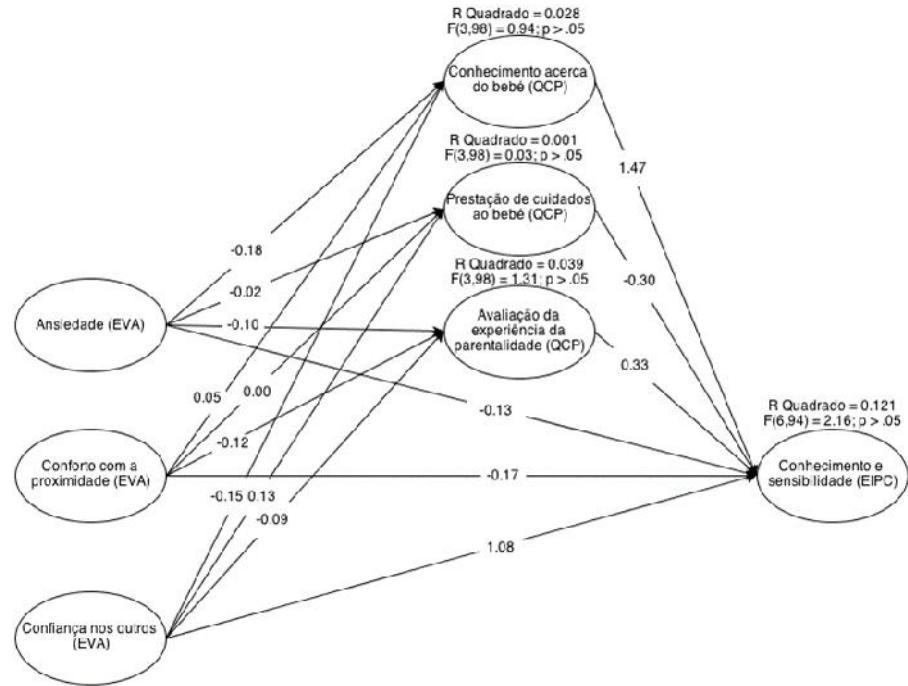 R Quadrado = 0.028
F(3,98) = 0.94; p > .05
Conhecimento acerca
do bebé (QCP)
R Quadrado = 0.001
F(3,98) = 0.03; p > .05
Prestação de cuidados
ao bebé (QCP)
R Quadrado = 0.039
F(3,98) = 1.31; p > .05
Avaliação da
experiência da
parentalidade (QCP)
Ansiedade (EVA)
Conforto com a
proximidade (EVA)
Confiança nos outros
(EVA)
-0.18
-0.02
-0.10
0.05
0.00
-0.12
-0.15
0.13
-0.09
1.47
-0.30
0.33
-0.13
-0.17
1.08
R Quadrado = 0.121
F(6,94) = 2.16; p > .05
Conhecimento e
sensibilidade (EIPC)